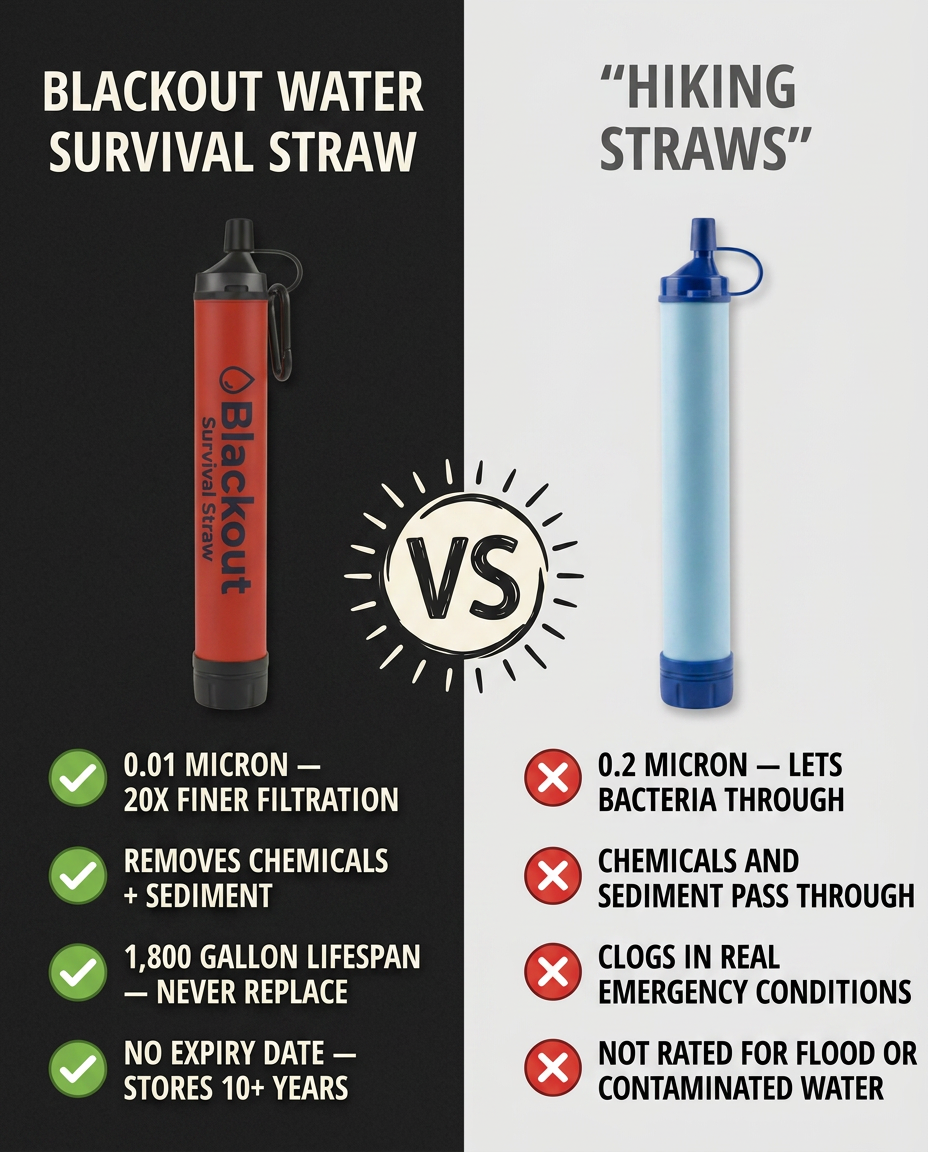 BLACKOUT WATER
SURVIVAL STRAW
“HIKING
STRAWS”
Blackout
Survival Straw
VS
0.01 MICRON —
20X FINER FILTRATION
REMOVES CHEMICALS
+ SEDIMENT
1,800 GALLON LIFESPAN
— NEVER REPLACE
NO EXPIRY DATE —
STORES 10+ YEARS
0.2 MICRON — LETS
BACTERIA THROUGH
CHEMICALS AND
SEDIMENT PASS THROUGH
CLOGS IN REAL
EMERGENCY CONDITIONS
NOT RATED FOR FLOOD OR
CONTAMINATED WATER